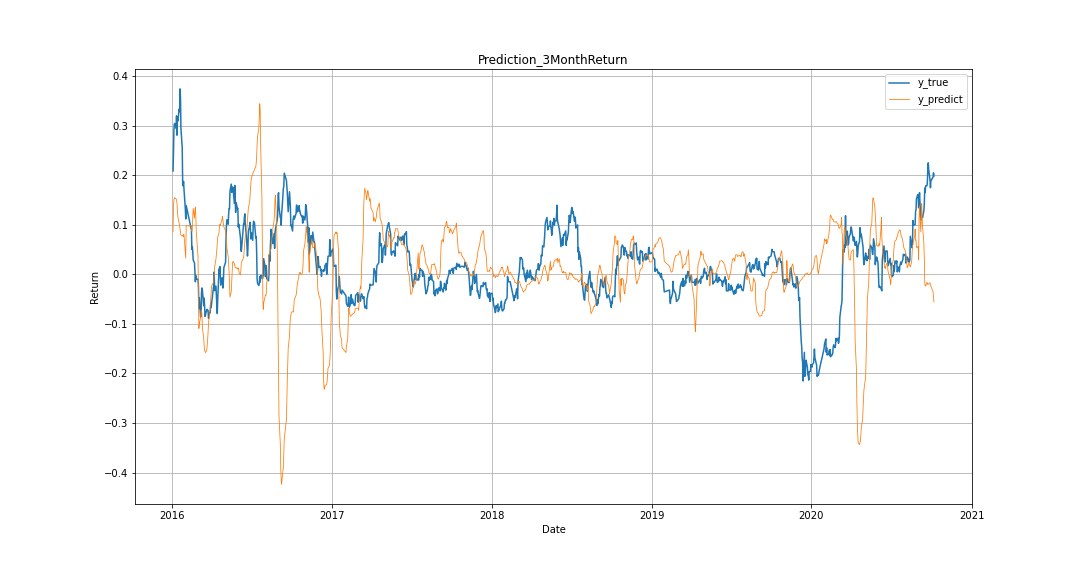 Prediction_3MonthReturn
y_true
y_predict
0.4
0.3
0.2
0.1
0.0
−0.1
−0.2
−0.3
−0.4
Return
2016 2017 2018 2019 2020 2021
Date